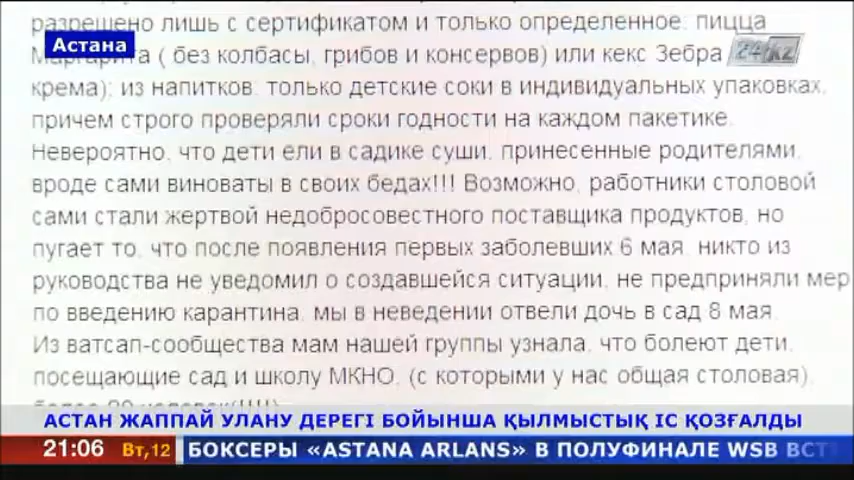 разрешено лишь с сертификатом и только определенное: пицца
Астана
Маргарита ( без колбасы, грибов и консервов) или кекс Зебра
24kz
крема); из напитков: только детские соки в индивидуальных упаковках,
причем строго проверяли сроки годности на каждом пакетике.
Невероятно, что дети ели в садике суши, принесенные родителями,
вроде сами виноваты в своих бедах!!! Возможно, работники столовой
сами стали жертвой недобросовестного поставщика продуктов, но
пугает то, что после появления первых заболевших 6 мая, никто из
руководства не уведомил о создавшейся ситуации, не предприняли мер
по введению карантина, мы в неведении отвели дочь в сад 8 мая.
Из ватсап-сообщества мам нашей группы узнала, что болеют дети,
посещающие сад и школу МКНО, (с которыми у нас общая столовая),
АСТАН ЖАППАЙ УЛАНУ ДЕРЕГІ БОЙЫНША ҚЫЛМЫСТЫҚ ІС ҚОЗҒАЛДЫ
21:06 Вт,12 БОКСЕРЫ «ASTANA ARLANS» В ПОЛУФИНАЛЕ WSB ВСТ